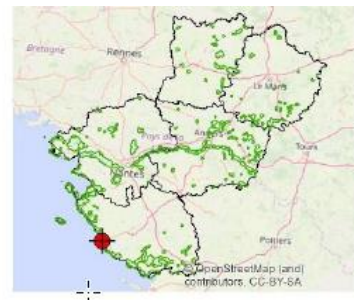 Bretagne
Rennes
Le Mans
Pays de la
Angers
Tours
Nantes
Poitiers
© OpenStreetMap (and)
contributors, CC-BY-SA